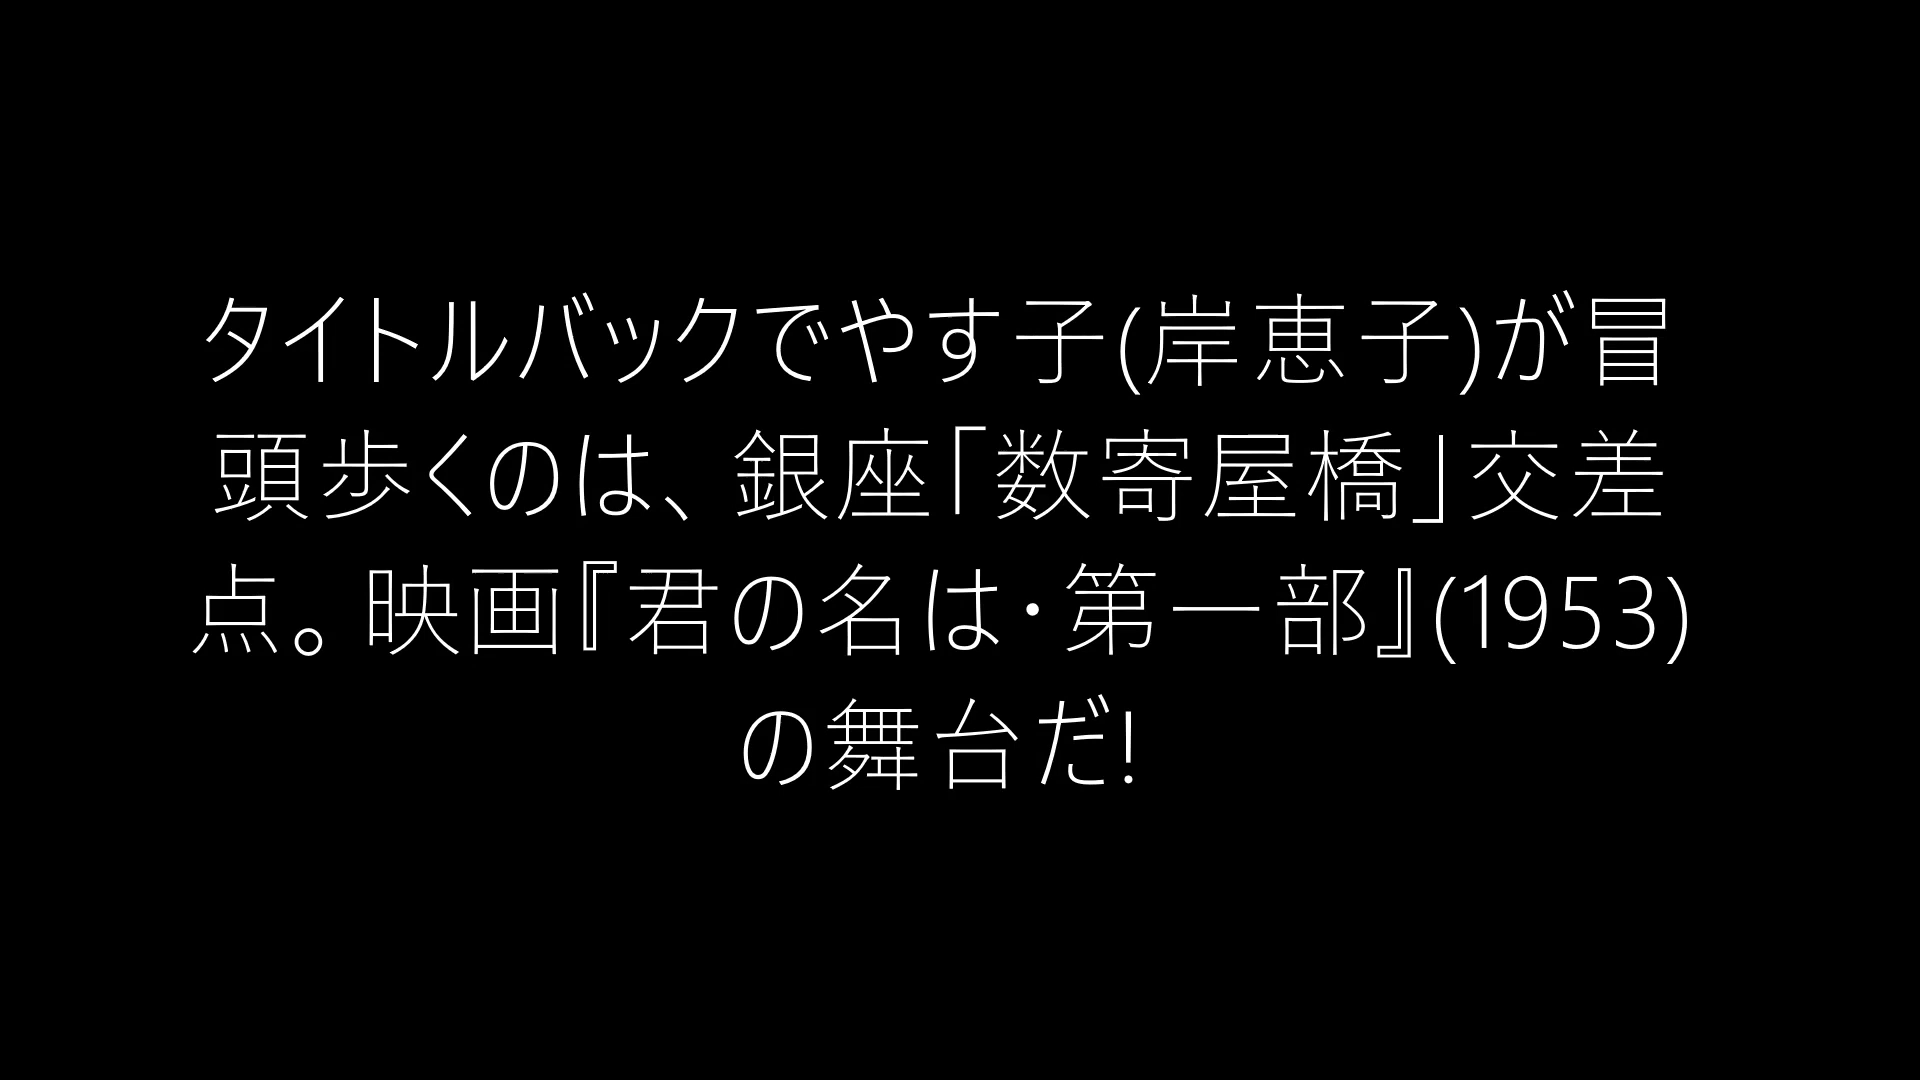 タイトルバックでやす子(岸恵子)が冒
頭歩くのは、銀座「数寄屋橋」交差
点。映画『君の名は・第一部』(1953)
の舞台だ!